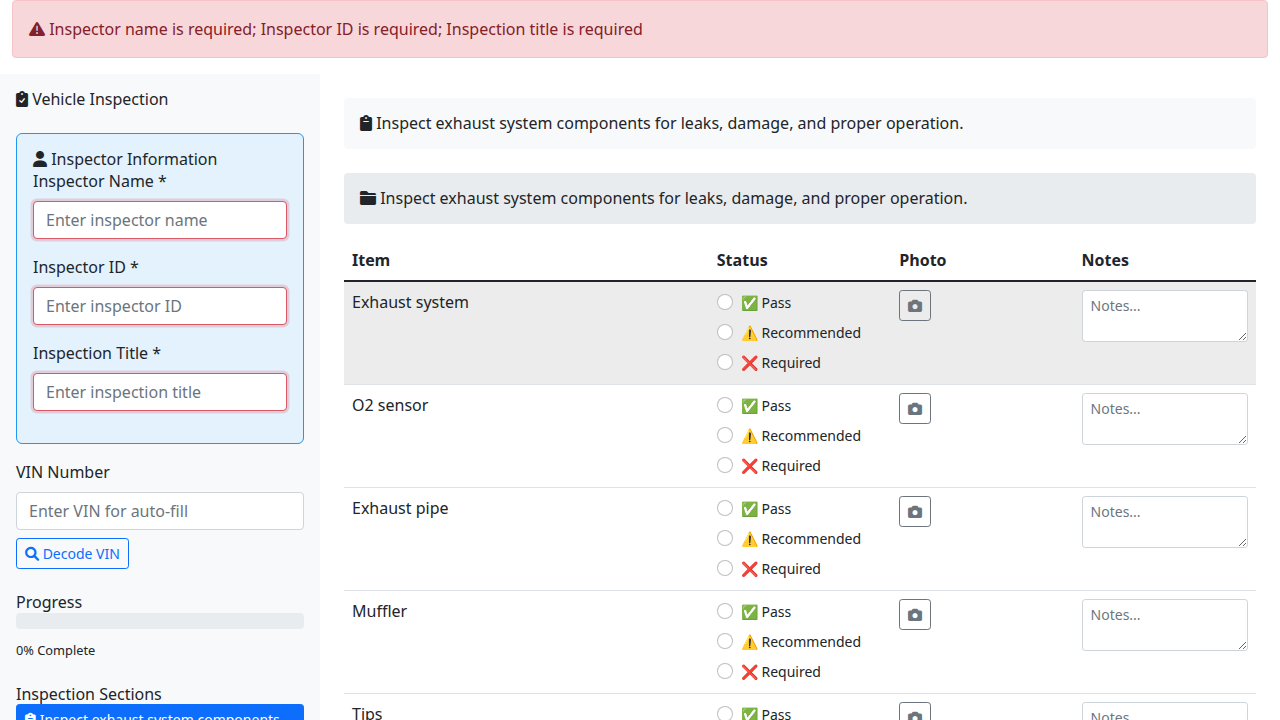 Inspector name is required; Inspector ID is required; Inspection title is required
Vehicle Inspection
Inspector Information
Inspector Name *
Enter inspector name
Inspector ID *
Enter inspector ID
Inspection Title *
Enter inspection title
VIN Number
Enter VIN for auto-fill
Decode VIN
Progress
0% Complete
Inspection Sections
Inspect exhaust system components
Inspect exhaust system components for leaks, damage, and proper operation.
Inspect exhaust system components for leaks, damage, and proper operation.
Item Status Photo Notes
Exhaust system Pass Notes...
Recommended
Required
O2 sensor Pass Notes...
Recommended
Required
Exhaust pipe Pass Notes...
Recommended
Required
Muffler Pass Notes...
Recommended
Required
Tips Pass Notes...